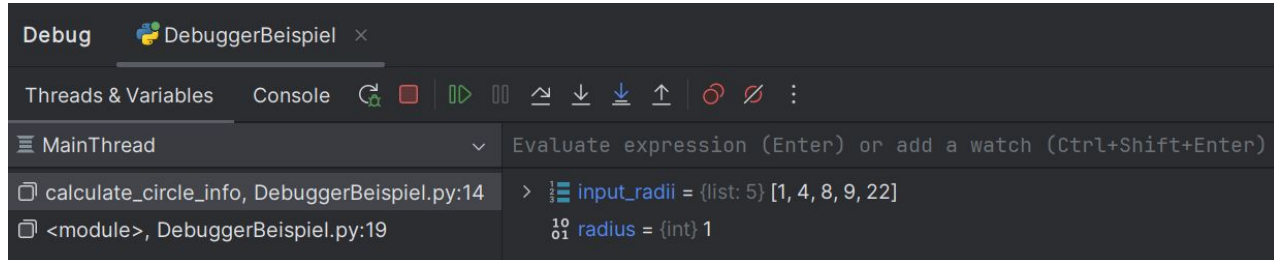 Debug DebuggerBeispiel
Threads & Variables Console
MainThread Evaluate expression (Enter) or add a watch (Ctrl+Shift+Enter)
calculate_circle_info, DebuggerBeispiel.py:14 input_radii = {list: 5} [1, 4, 8, 9, 22]
<module>, DebuggerBeispiel.py:19 radius = {int} 1